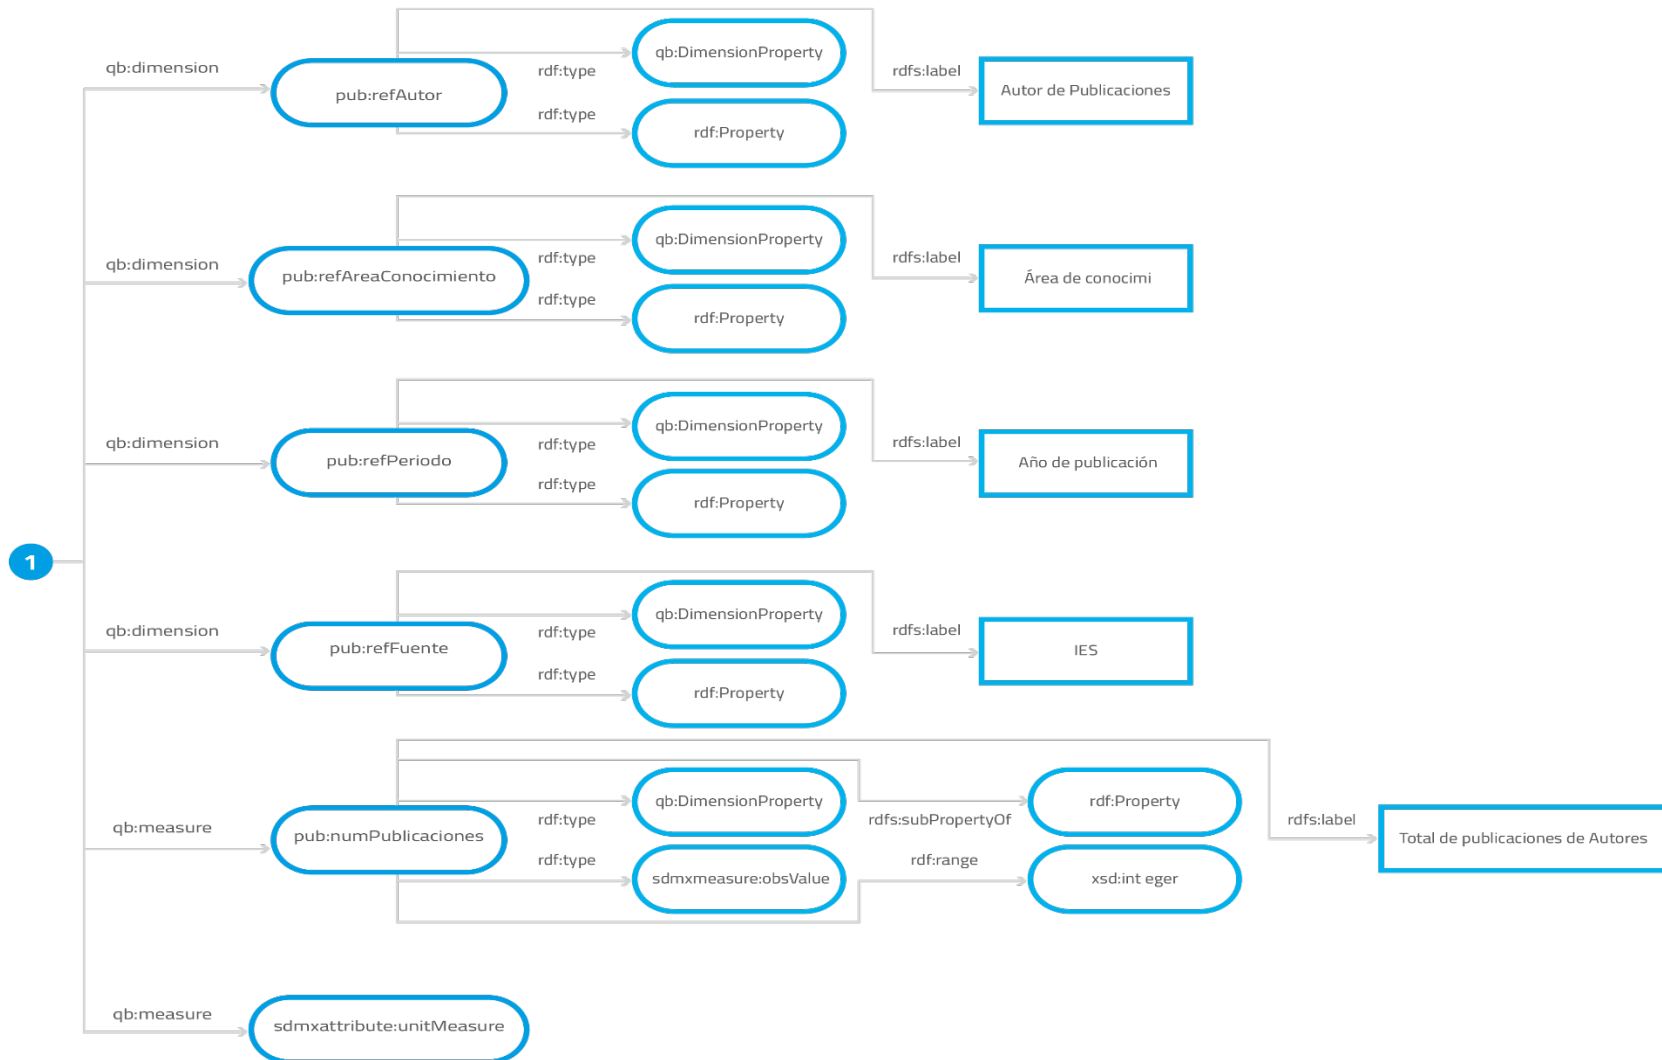 qb:dimension
pub:refAutor
qb:DimensionProperty
rdf:type
rdf:type
rdf:Property
rdfs:label
Autor de Publicaciones
qb:dimension
pub:refAreaConocimiento
qb:DimensionProperty
rdf:type
rdf:type
rdf:Property
rdfs:label
Área de conocimi
qb:dimension
pub:refPeriodo
qb:DimensionProperty
rdf:type
rdf:type
rdf:Property
rdfs:label
Año de publicación
1
qb:dimension
pub:refFuente
qb:DimensionProperty
rdf:type
rdf:type
rdf:Property
rdfs:label
IES
qb:measure
pub:numPublicaciones
qb:DimensionProperty
rdf:type
rdf:type
sdmxmeasure:obsValue
rdfs:subPropertyOf
rdf:Property
rdf:range
xsd:int eger
rdfs:label
Total de publicaciones de Autores
qb:measure
sdmxattribute:unitMeasure